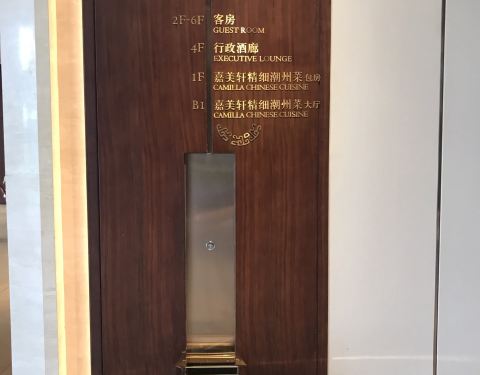 2F-6F 客房
GUEST ROOM
4F 行政酒廊
EXECUTIVE LOUNGE
1F 嘉美轩精细潮州菜 包房
CAMILLA CHINESE CUISINE
B1 嘉美轩精细潮州菜 大厅
CAMILLA CHINESE CUISINE